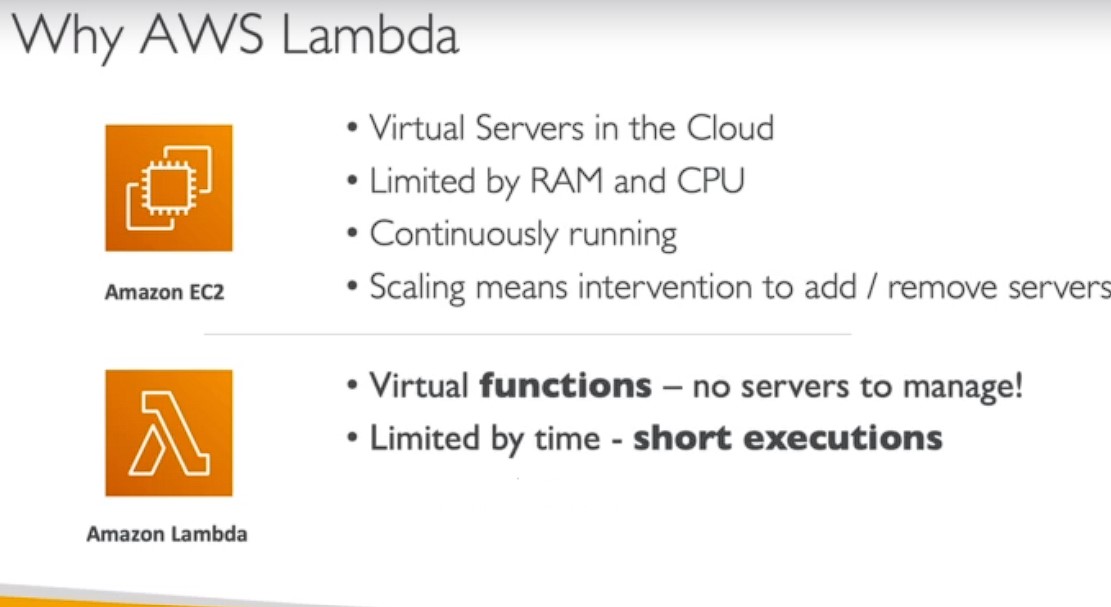 Why AWS Lambda
• Virtual Servers in the Cloud
• Limited by RAM and CPU
• Continuously running
• Scaling means intervention to add / remove servers
Amazon EC2
• Virtual functions – no servers to manage!
• Limited by time - short executions
Amazon Lambda